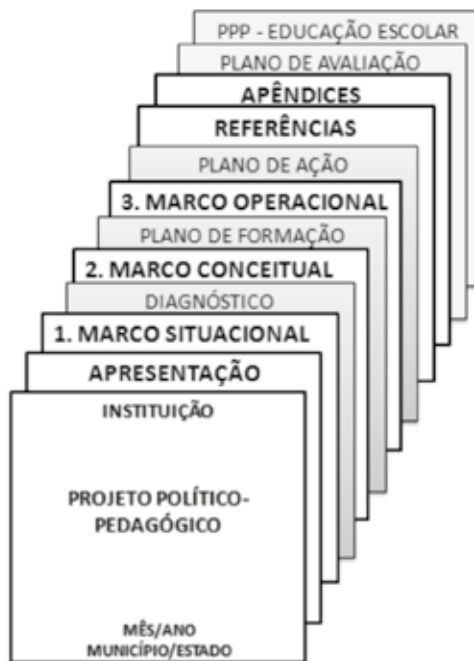 PPP - EDUCAÇÃO ESCOLAR
PLANO DE AVALIAÇÃO
APÊNDICES
REFERÊNCIAS
PLANO DE AÇÃO
3. MARCO OPERACIONAL
PLANO DE FORMAÇÃO
2. MARCO CONCEITUAL
DIAGNÓSTICO
1. MARCO SITUACIONAL
APRESENTAÇÃO
INSTITUIÇÃO
PROJETO POLÍTICO-
PEDAGÓGICO
MÊS/ANO
MUNICÍPIO/ESTADO